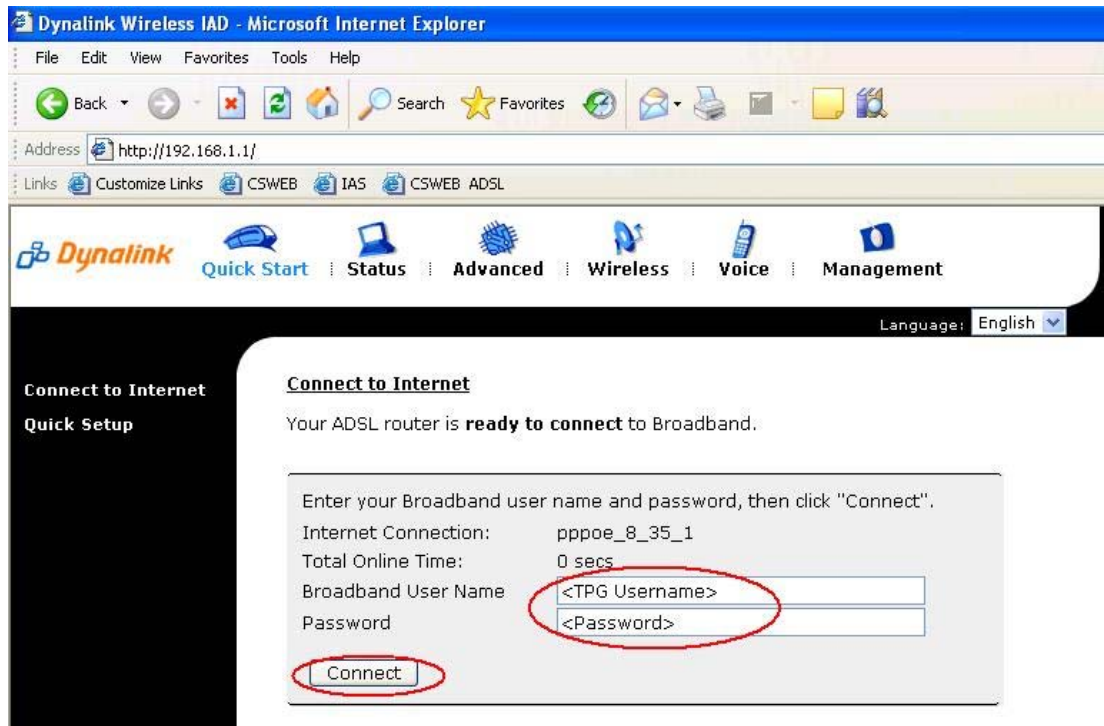 Dynalink Wireless IAD - Microsoft Internet Explorer
File Edit View Favorites Tools Help
Back Search Favorites
Address http://192.168.1.1/
Links Customize Links CSWEB IAS CSWEB ADSL
Dynalink Quick Start Status Advanced Wireless Voice Management
Language: English
Connect to Internet
Quick Setup
Connect to Internet
Your ADSL router is ready to connect to Broadband.
Enter your Broadband user name and password, then click "Connect".
Internet Connection: pppoe_8_35_1
Total Online Time: 0 secs
Broadband User Name <TPG Username>
Password <Password>
Connect